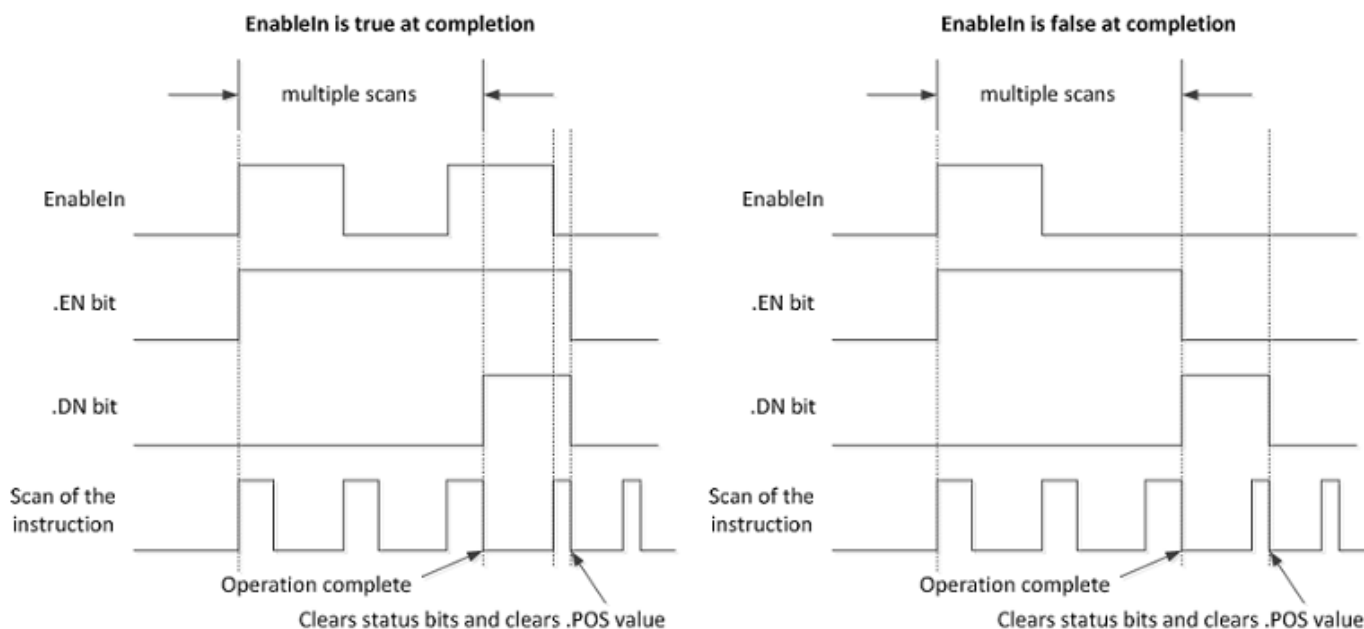 EnableIn is true at completion
multiple scans
EnableIn
.EN bit
.DN bit
Scan of the
instruction
Operation complete
Clears status bits and clears .POS value
EnableIn is false at completion
multiple scans
EnableIn
.EN bit
.DN bit
Scan of the
instruction
Operation complete
Clears status bits and clears .POS value